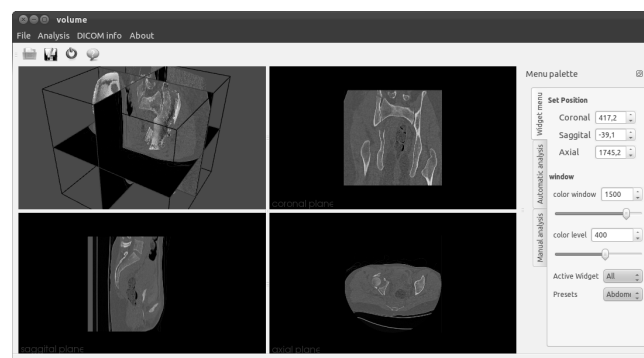 volume
File Analysis DICOM info About
Menu palette
Widget menu
Automatic analysis
Manual analysis
Set Position
Coronal 417,2
Saggital -39,1
Axial 1745,2
window
color window 1500
color level 400
Active Widget All
Presets Abdomi
coronal plane
saggital plane
axial plane